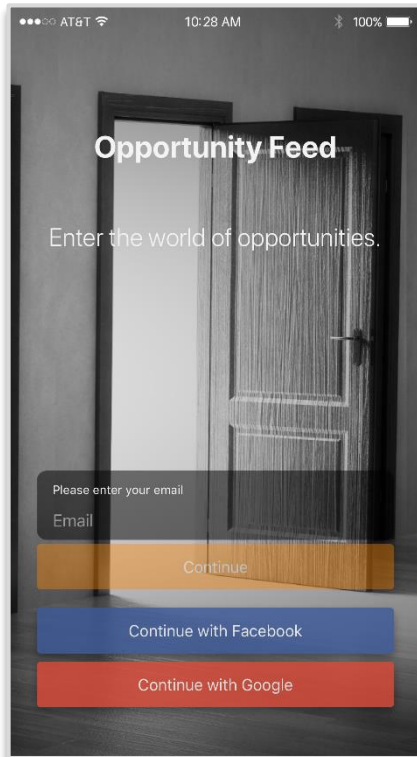 AT&T 10:28 AM 100%
Opportunity Feed
Enter the world of opportunities.
Please enter your email
Email
Continue
Continue with Facebook
Continue with Google